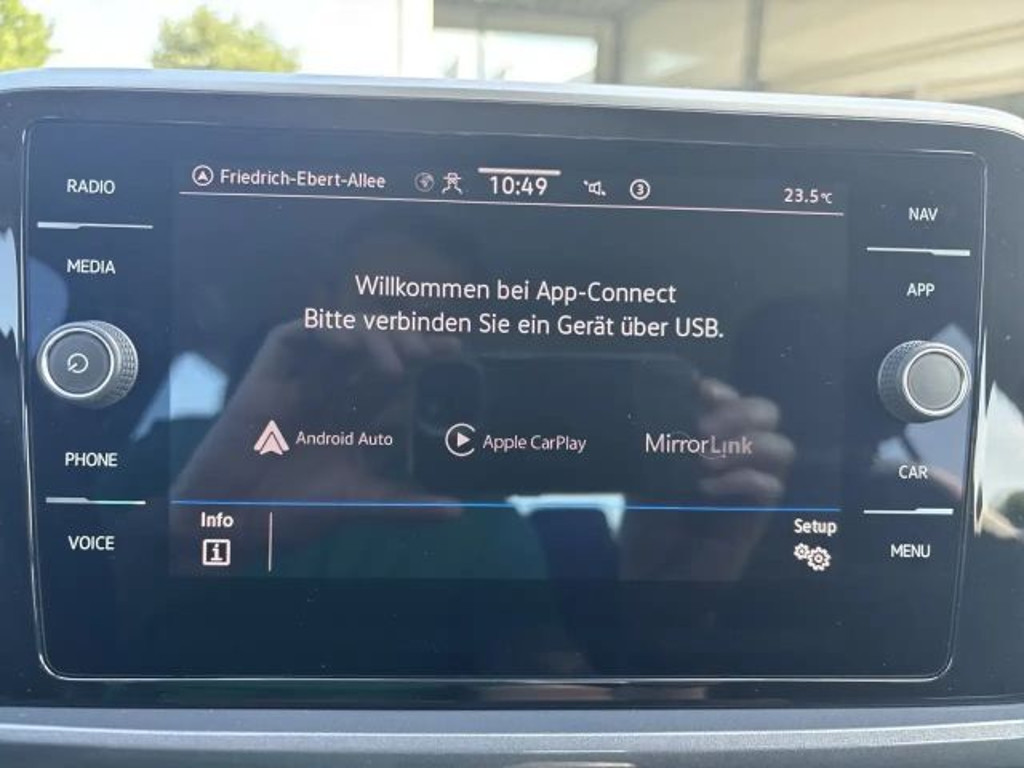 RADIO
MEDIA
PHONE
VOICE
Friedrich-Ebert-Allee
10:49
3
23.5°C
Willkommen bei App-Connect
Bitte verbinden Sie ein Gerät über USB.
Android Auto
Apple CarPlay
MirrorLink
Info
i
Setup
NAV
APP
CAR
MENU